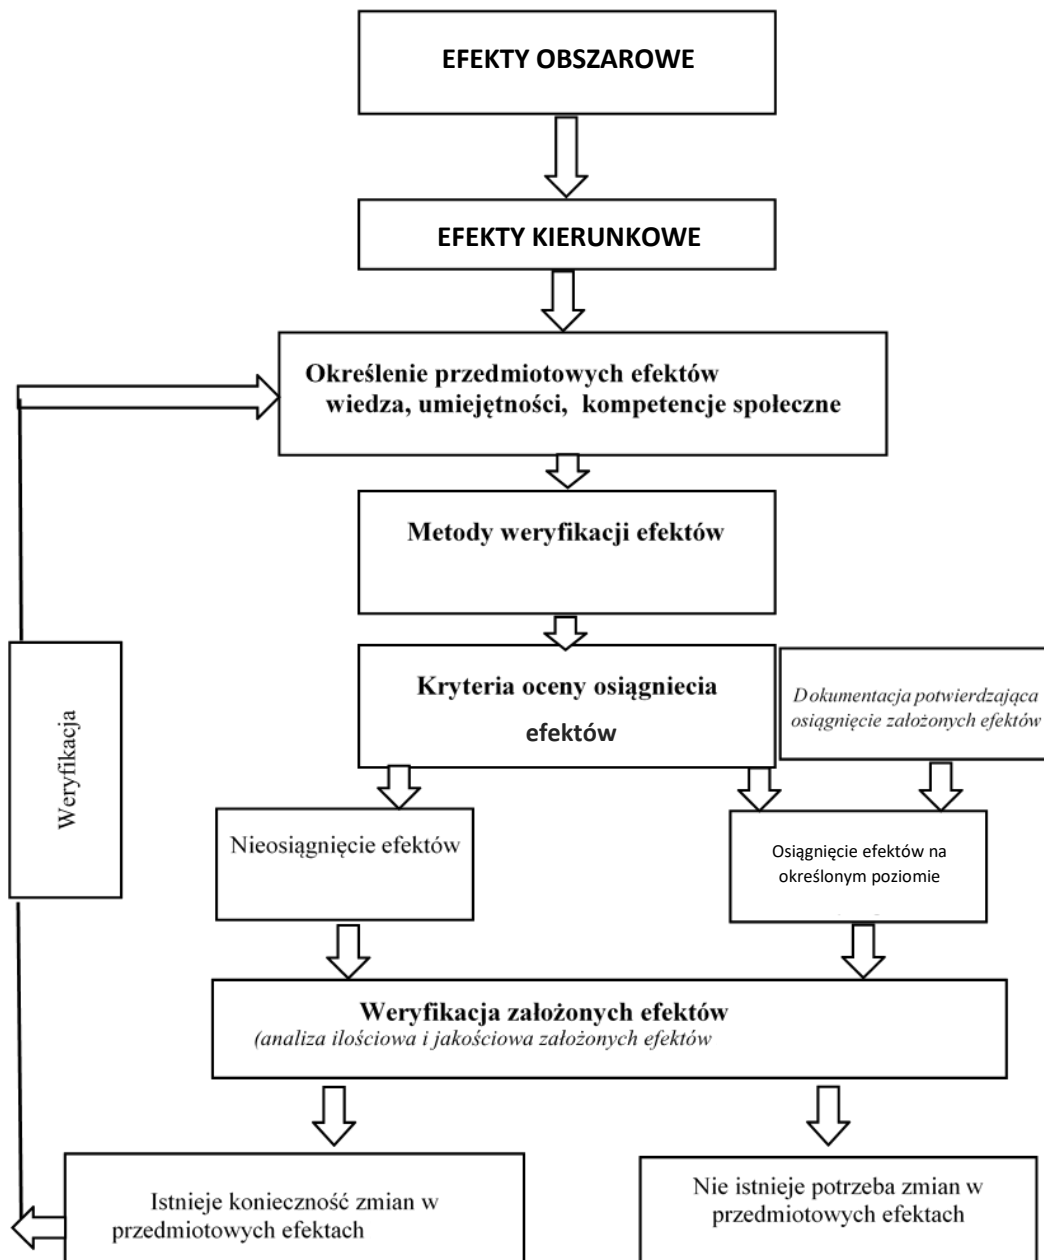 EFEKTY OBSZAROWE
EFEKTY KIERUNKOWE
Określenie przedmiotowych efektów
wiedza, umiejętności, kompetencje społeczne
Metody weryfikacji efektów
Kryteria oceny osiągniecia
efektów
Dokumentacja potwierdzająca
osiągnięcie założonych efektów
Weryfikacja
Nieosiągnięcie efektów
Osiągnięcie efektów na
określonym poziomie
Weryfikacja założonych efektów
(analiza ilościowa i jakościowa założonych efektów
Istnieje konieczność zmian w
przedmiotowych efektach
Nie istnieje potrzeba zmian w
przedmiotowych efektach